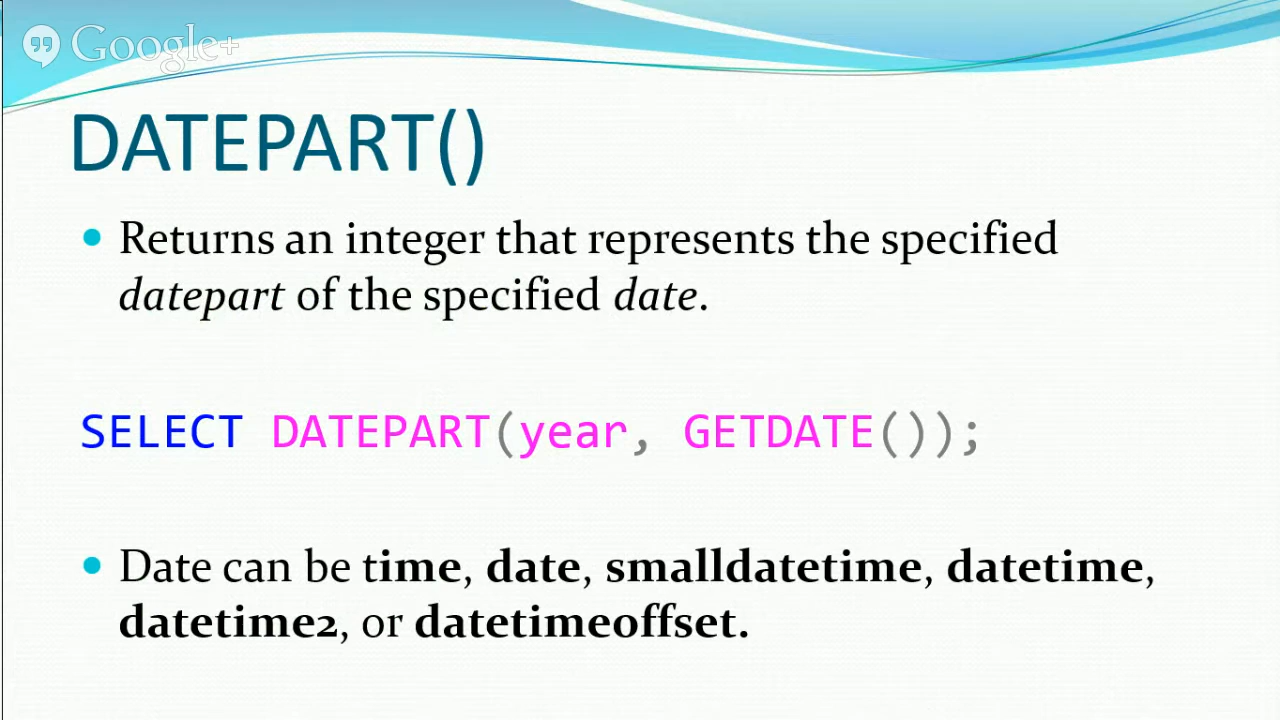 Google+
DATEPART()
Returns an integer that represents the specified
datepart of the specified date.
SELECT DATEPART(year, GETDATE());
Date can be time, date, smalldatetime, datetime,
datetime2, or datetimeoffset.